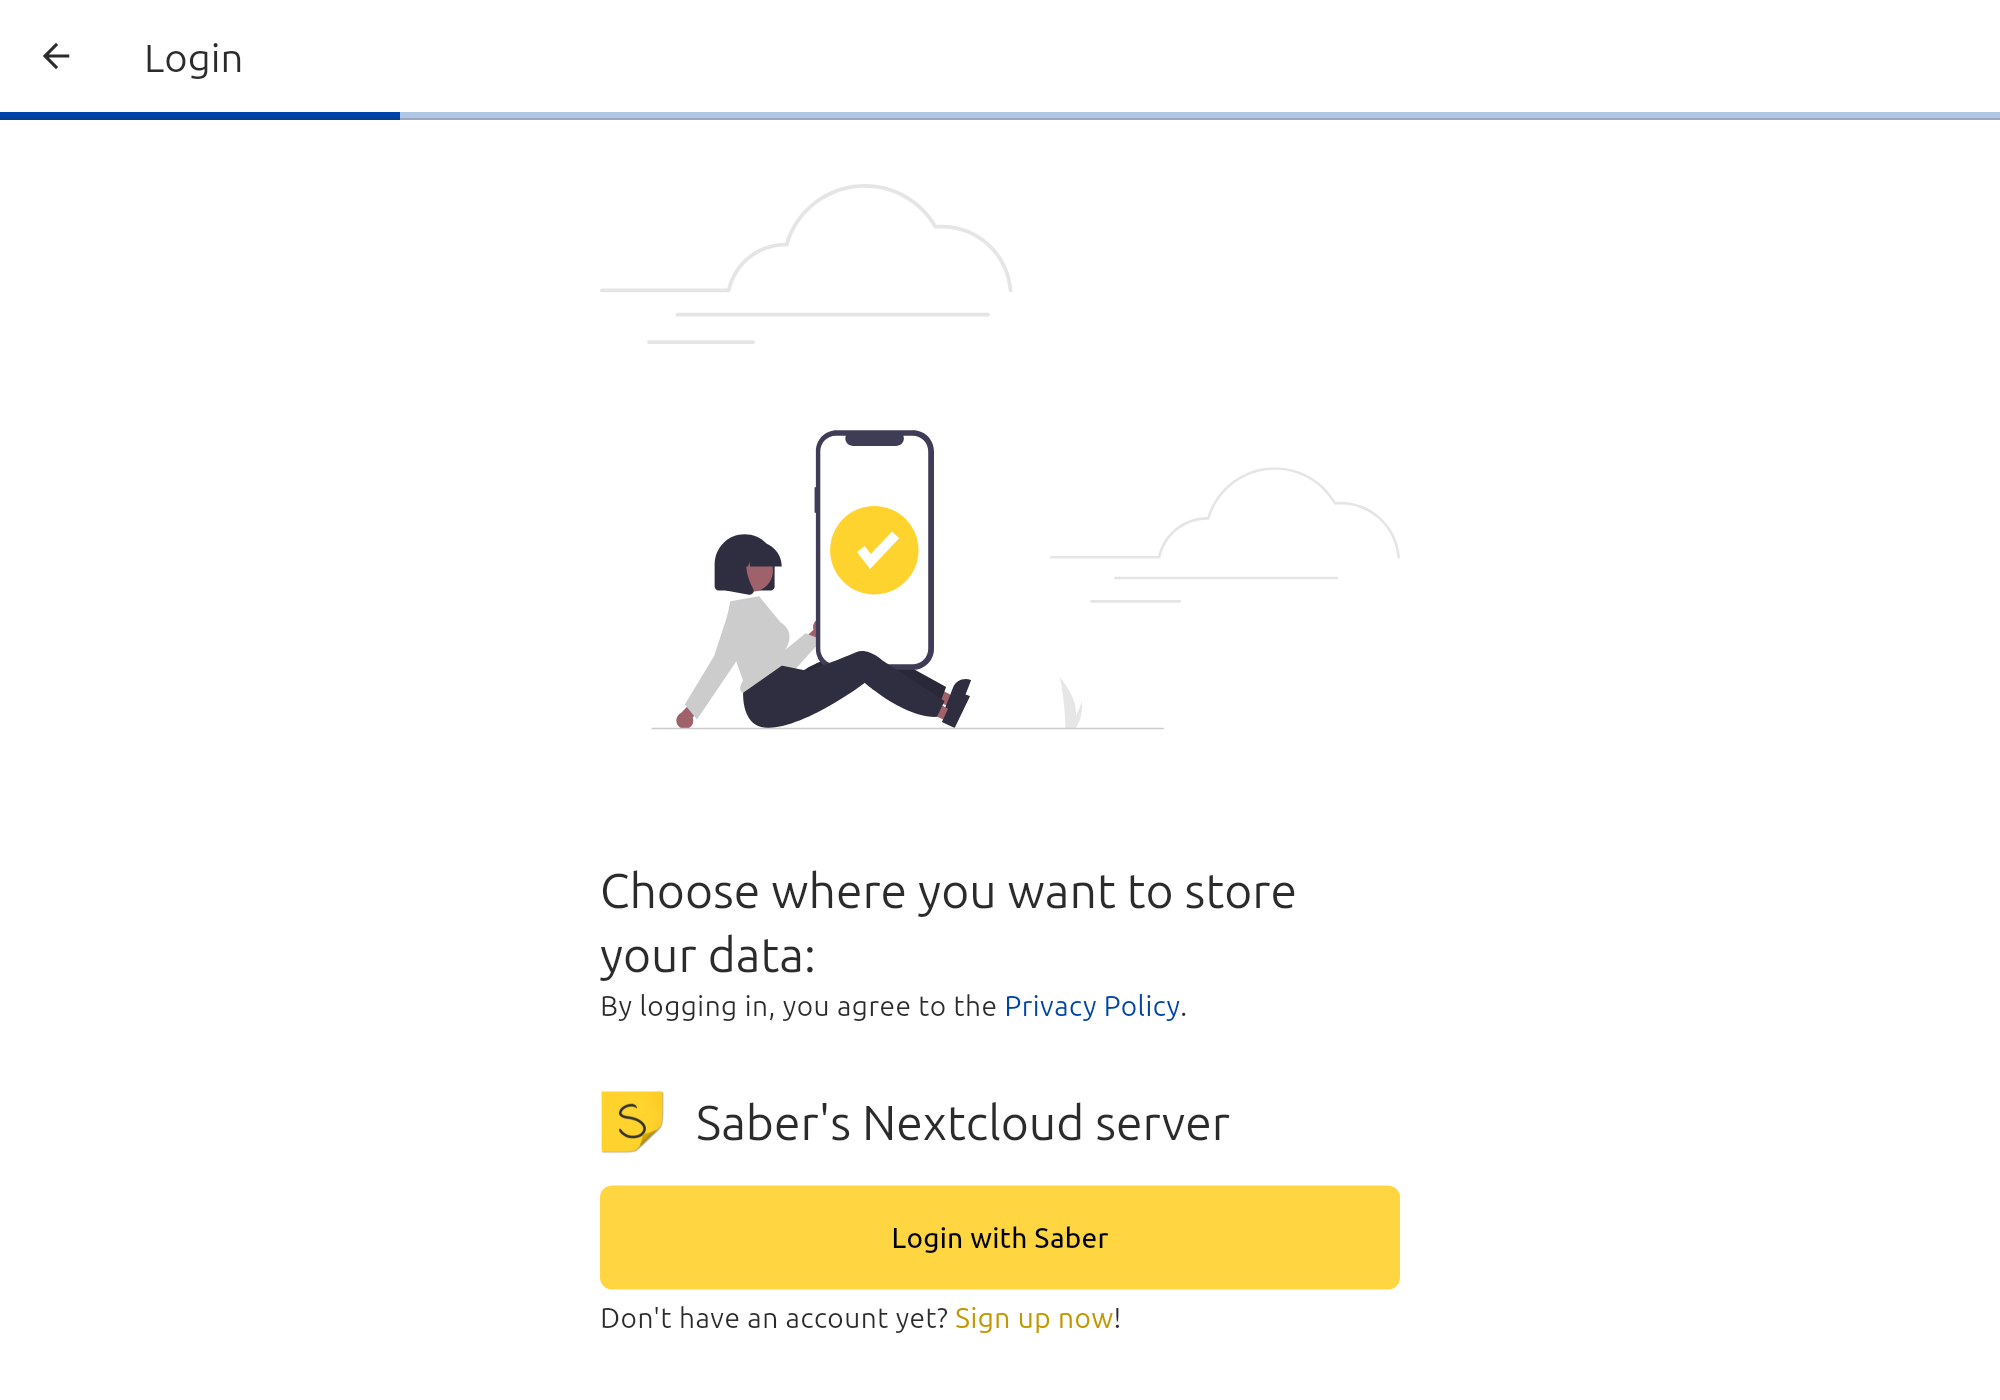 Login
Choose where you want to store
your data:
By logging in, you agree to the Privacy Policy.
S
Saber's Nextcloud server
Login with Saber
Don't have an account yet? Sign up now!